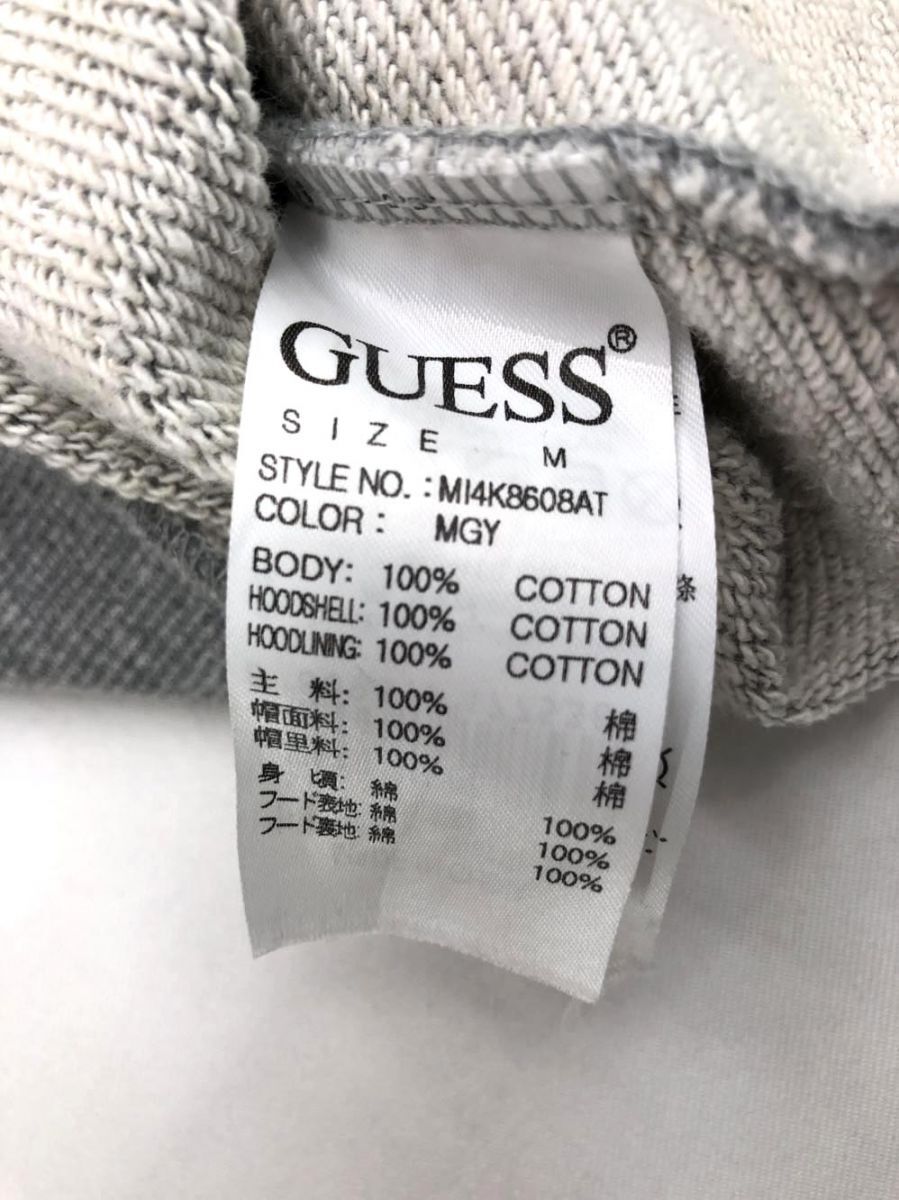 GUESS®
SIZE M
STYLE NO. : MI4K8608AT
COLOR : MGY
BODY: 100% COTTON
HOODSHELL: 100% COTTON
HOODLINING: 100% COTTON
主 料: 100% 棉
帽面料: 100% 棉
帽里料: 100% 棉
身 頃: 綿 100%
フード表地: 綿 100%
フード裏地: 綿 100%
条